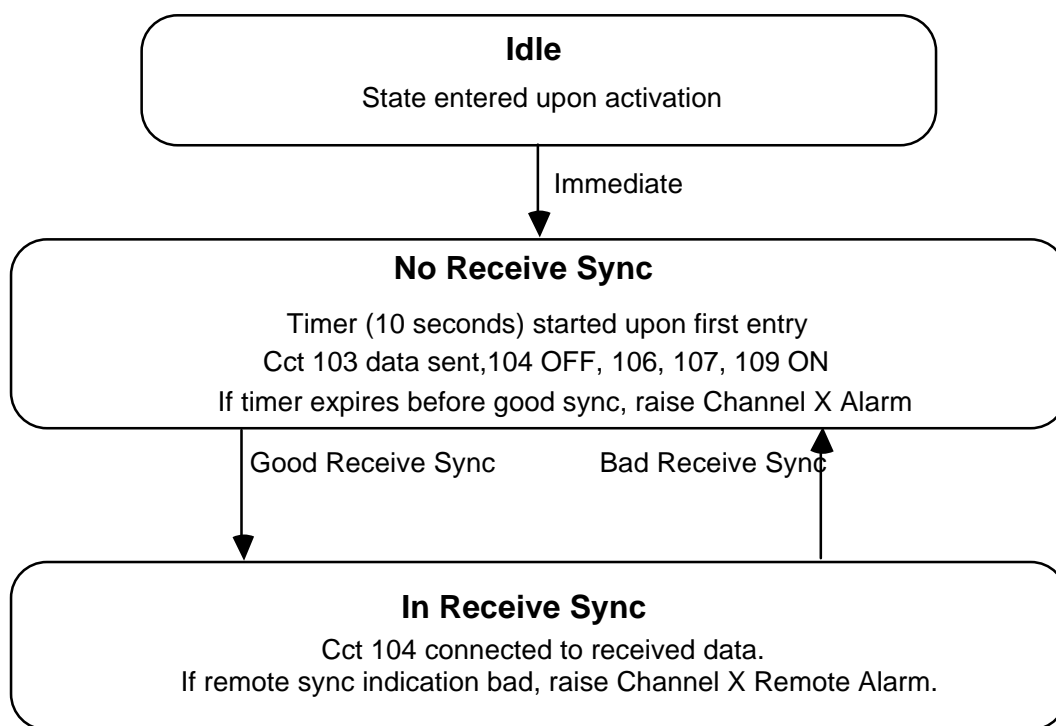 Idle
State entered upon activation
Immediate
No Receive Sync
Timer (10 seconds) started upon first entry
Cct 103 data sent,104 OFF, 106, 107, 109 ON
If timer expires before good sync, raise Channel X Alarm
Good Receive Sync
Bad Receive Sync
In Receive Sync
Cct 104 connected to received data.
If remote sync indication bad, raise Channel X Remote Alarm.